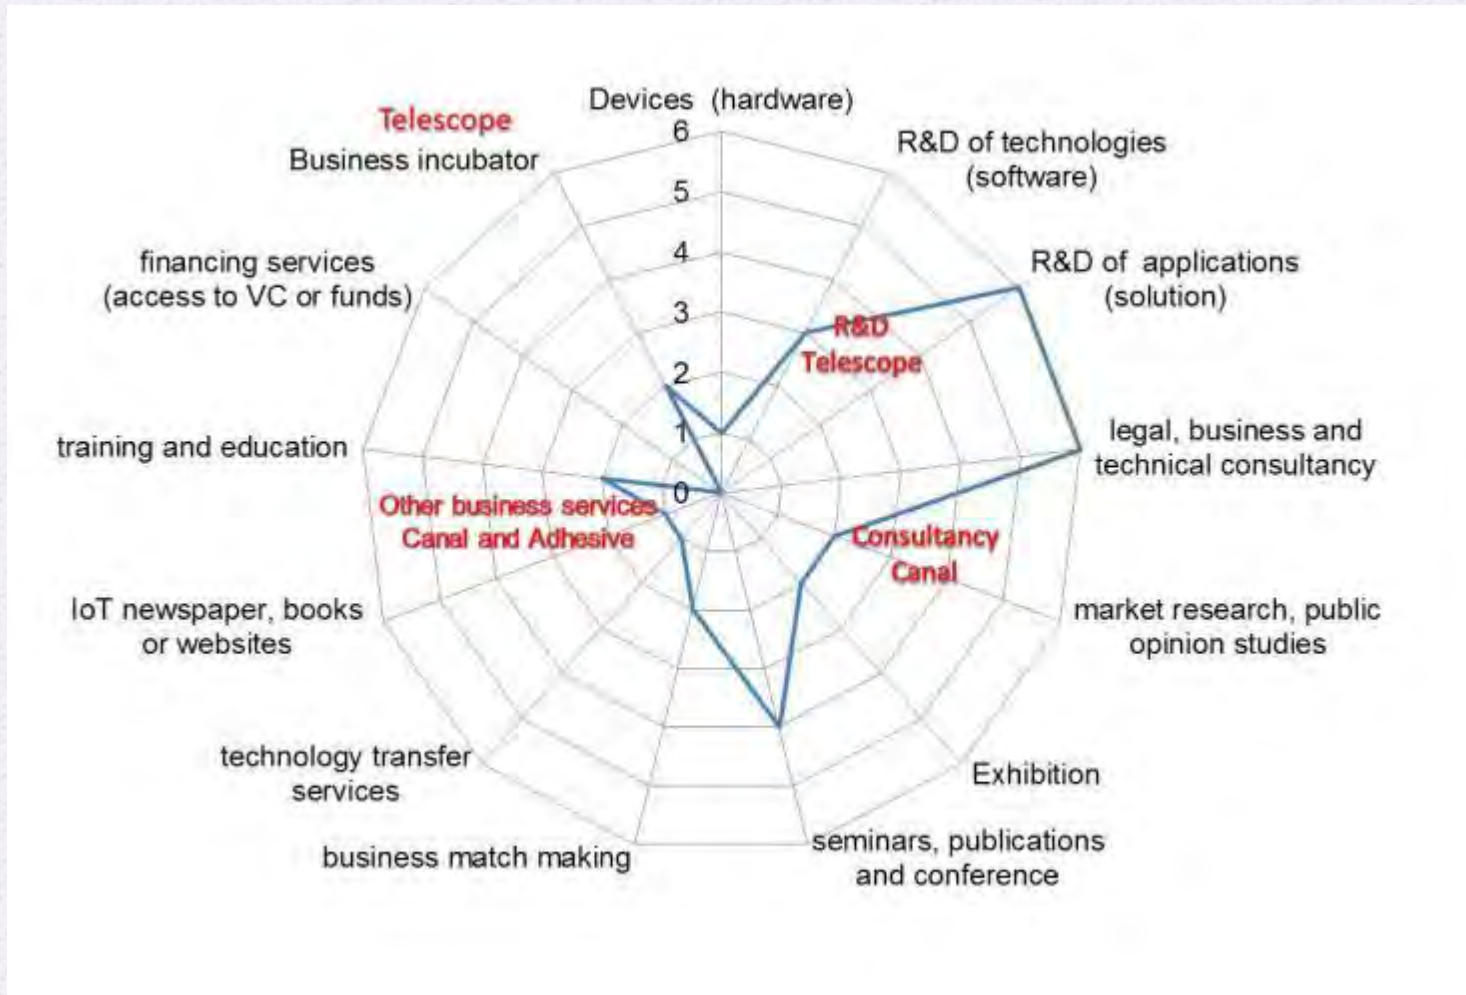 Devices (hardware)
Telescope
Business incubator
R&D of technologies
(software)
financing services
(access to VC or funds)
R&D of applications
(solution)
6
5
4
3
2
1
0
R&D
Telescope
training and education
legal, business and
technical consultancy
Other business services
Canal and Adhesive
Consultancy
Canal
IoT newspaper, books
or websites
market research, public
opinion studies
technology transfer
services
Exhibition
business match making
seminars, publications
and conference